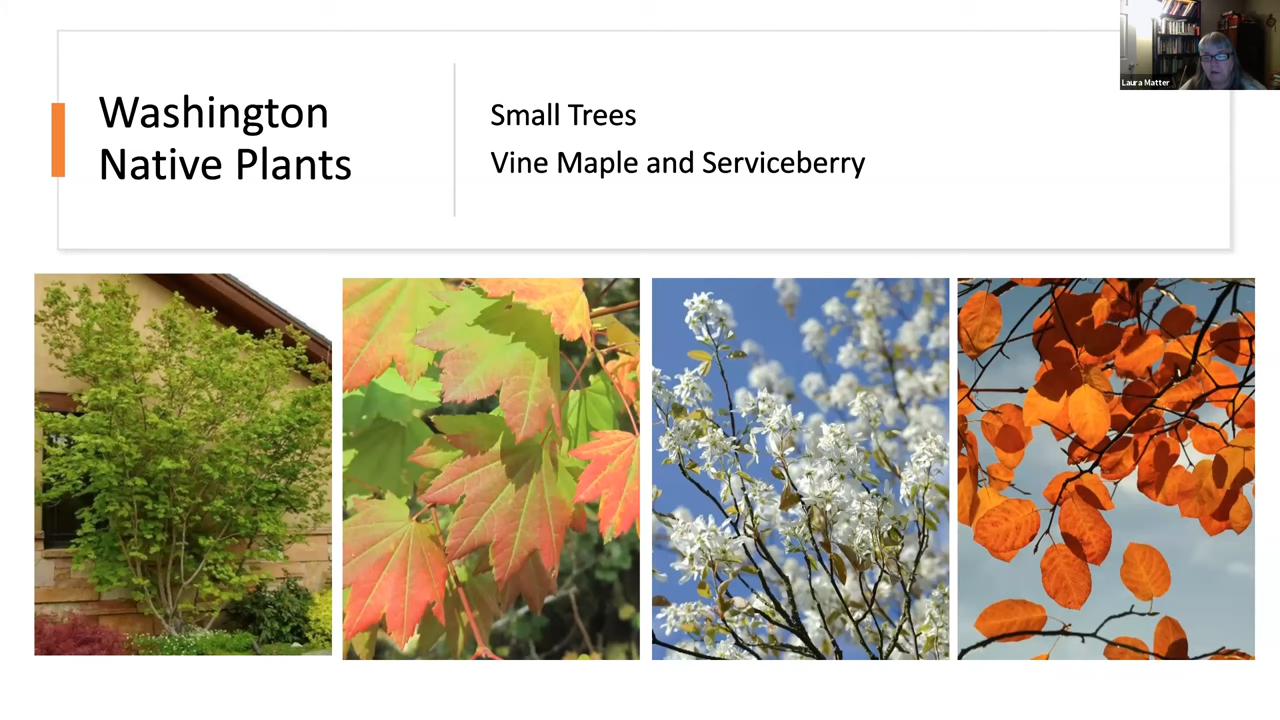 Washington
Native Plants
Small Trees
Vine Maple and Serviceberry
Laura Matter